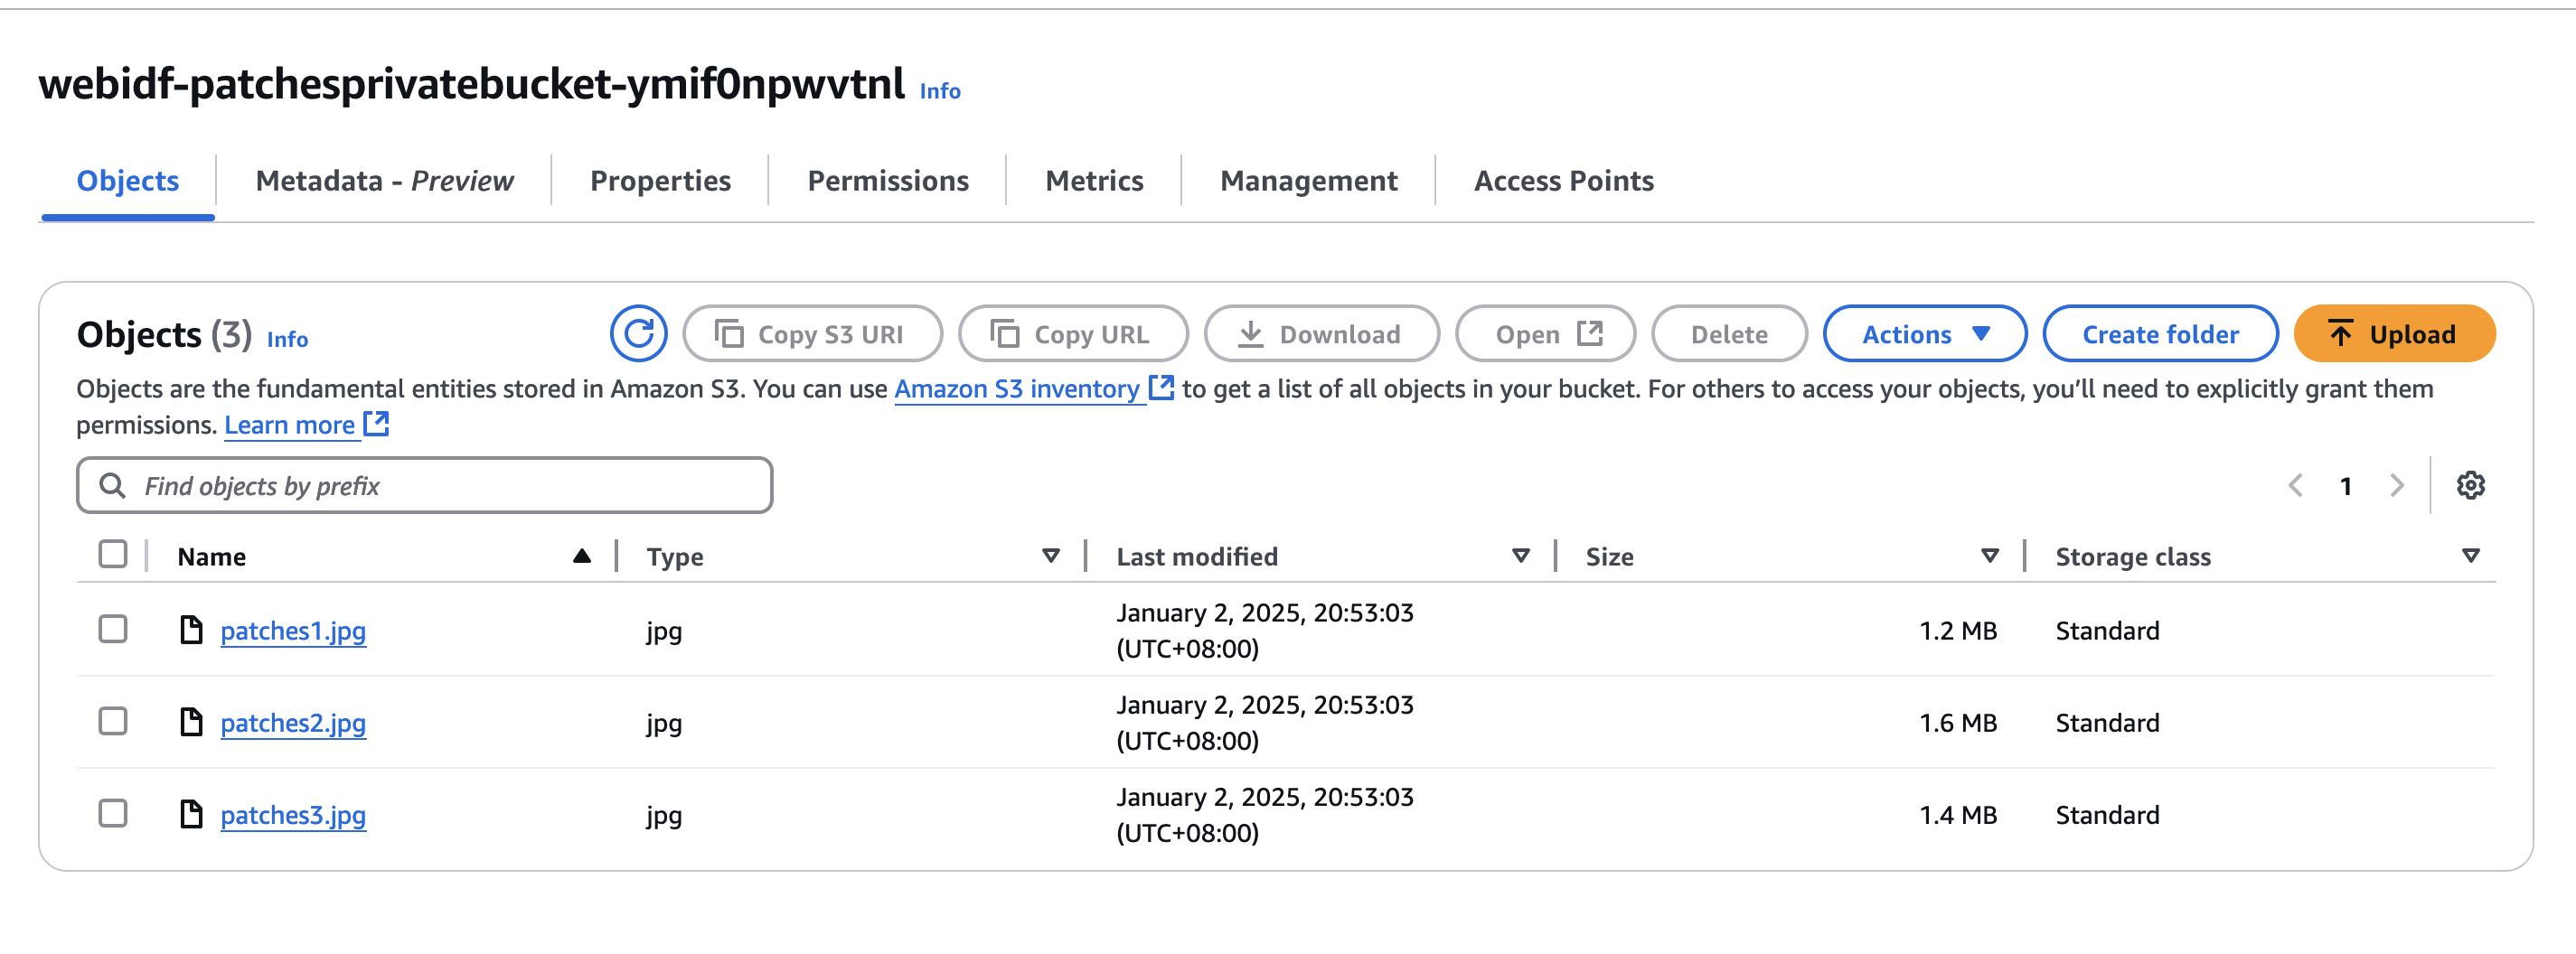 webidf-patchesprivatebucket-ymif0npwvtnl Info
Objects Metadata - Preview Properties Permissions Metrics Management Access Points
Objects (3) Info Copy S3 URI Copy URL Download Open Delete Actions Create folder Upload
Objects are the fundamental entities stored in Amazon S3. You can use Amazon S3 inventory to get a list of all objects in your bucket. For others to access your objects, you’ll need to explicitly grant them
permissions. Learn more
Find objects by prefix 1
Name Type Last modified Size Storage class
patches1.jpg jpg January 2, 2025, 20:53:03 (UTC+08:00) 1.2 MB Standard
patches2.jpg jpg January 2, 2025, 20:53:03 (UTC+08:00) 1.6 MB Standard
patches3.jpg jpg January 2, 2025, 20:53:03 (UTC+08:00) 1.4 MB Standard